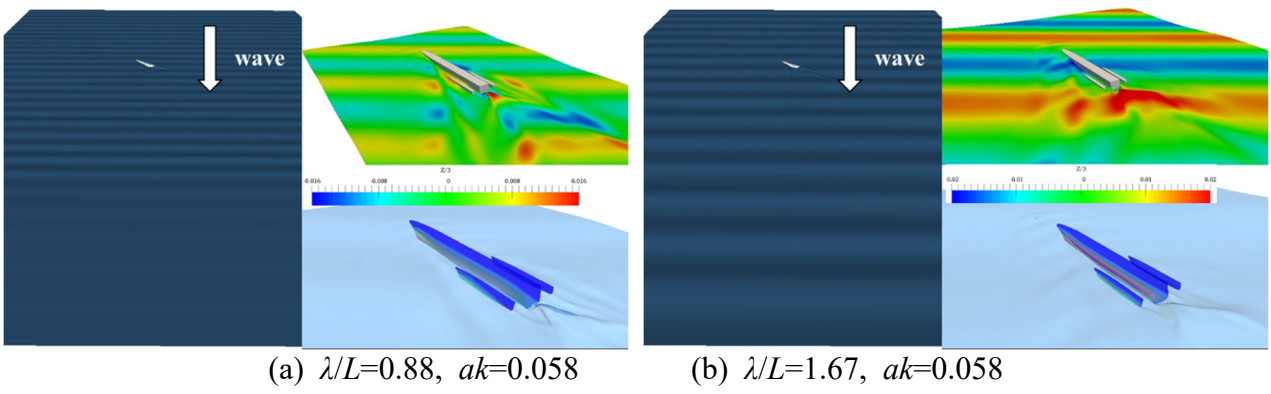 wave
Z/3
-0.016 -0.008 0 0.008 0.016
wave
Z/3
-0.02 -0.01 0 0.01 0.02
(a) λ/L=0.88, ak=0.058
(b) λ/L=1.67, ak=0.058